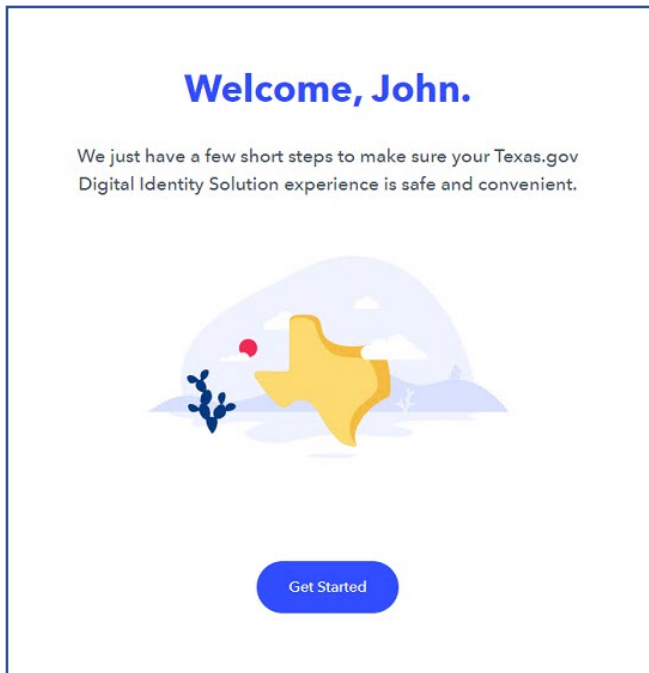 Welcome, John.
We just have a few short steps to make sure your Texas.gov
Digital Identity Solution experience is safe and convenient.
Get Started